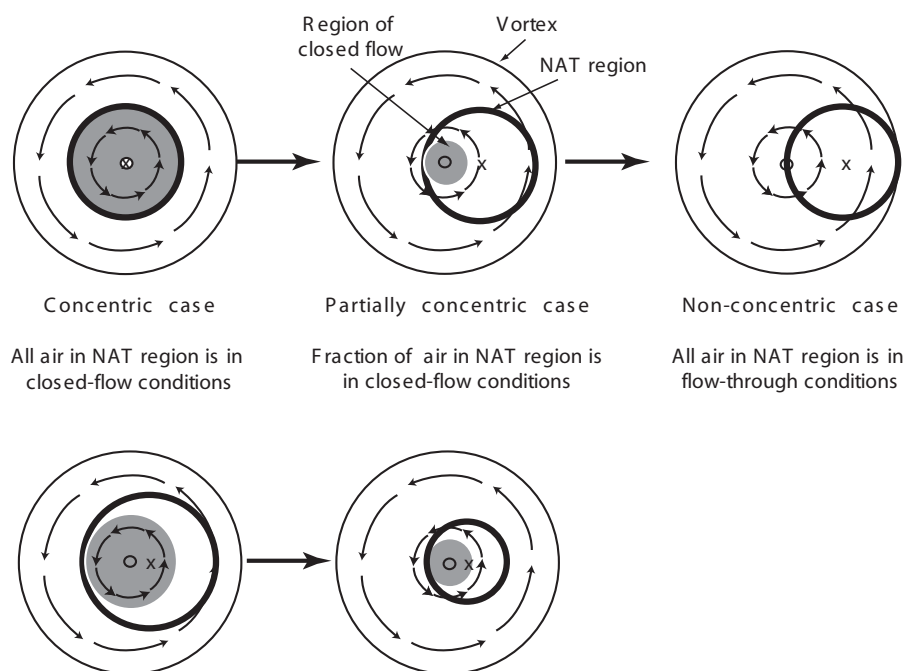 Region of
closed flow
Vortex
NAT region
x
x
x
Concentric case
Partially concentric case
Non-concentric case
All air in NAT region is in
closed-flow conditions
Fraction of air in NAT region is
in closed-flow conditions
All air in NAT region is in
flow-through conditions
x
x